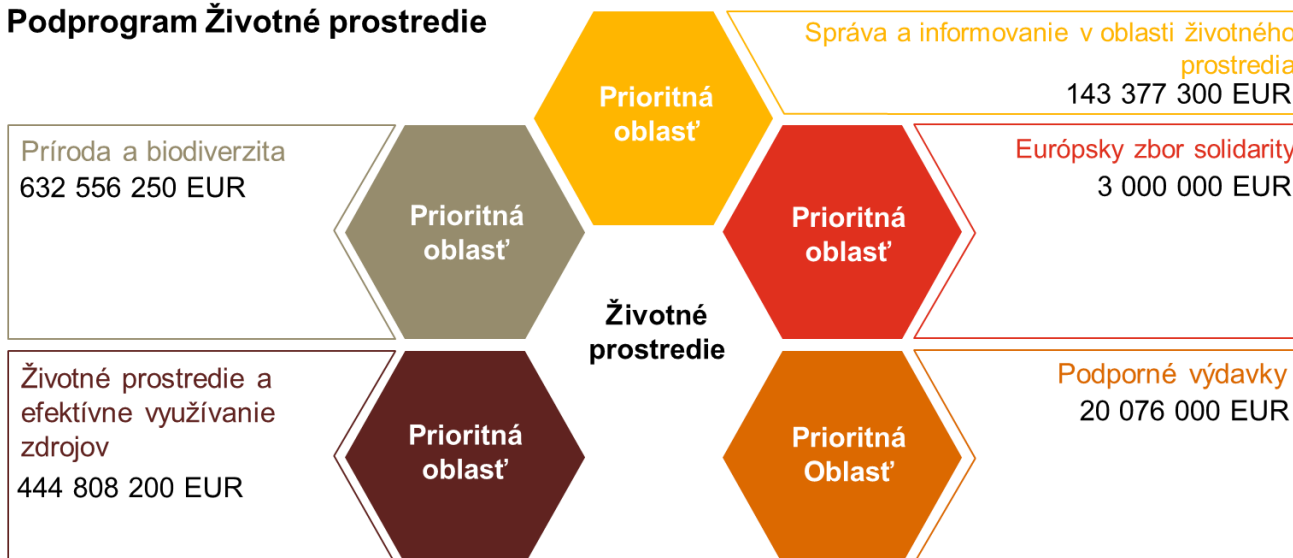 Podprogram Životné prostredie
Správa a informovanie v oblasti životného
prostredia
143 377 300 EUR
Prioritná
oblasť
Príroda a biodiverzita
632 556 250 EUR
Prioritná
oblasť
Európsky zbor solidarity
3 000 000 EUR
Prioritná
oblasť
Životné
prostredie
Životné prostredie a
efektívne využívanie
zdrojov
444 808 200 EUR
Prioritná
oblasť
Podporné výdavky
20 076 000 EUR
Prioritná
Oblasť